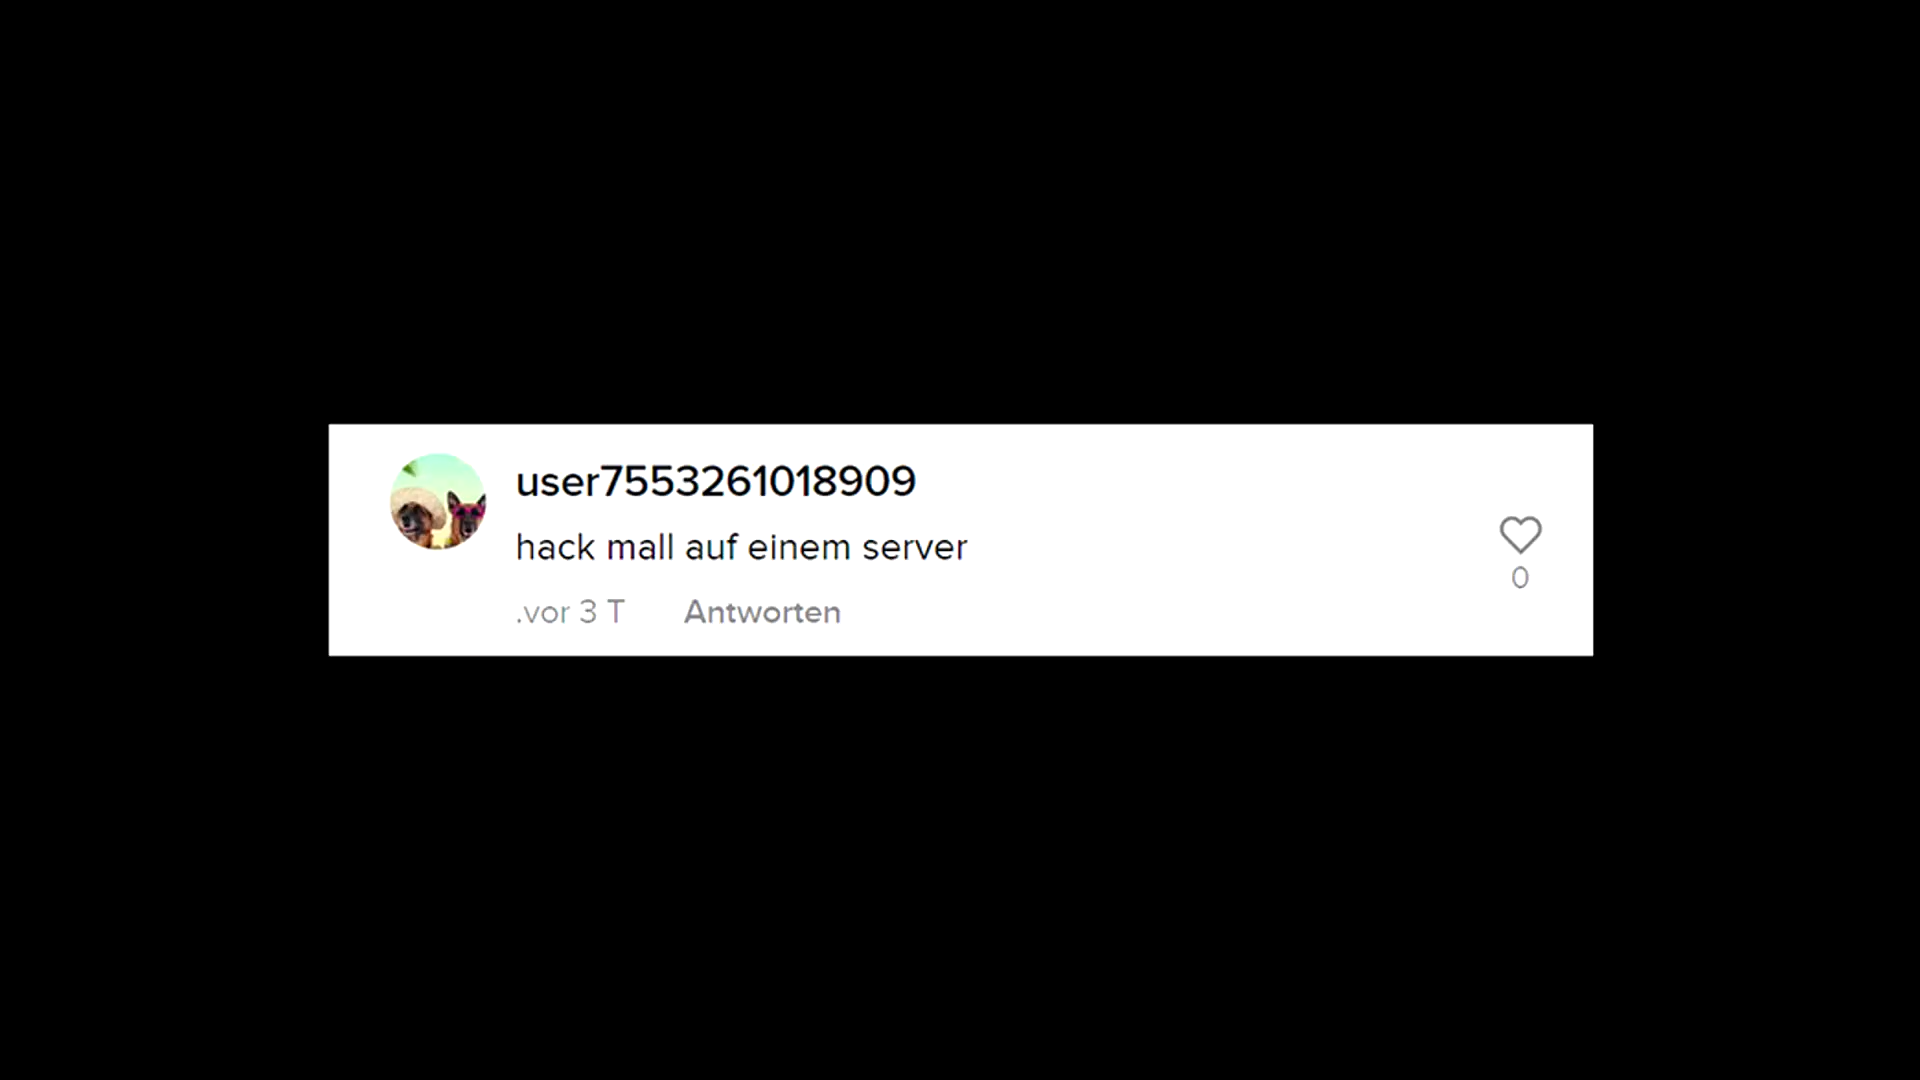 user7553261018909
hack mall auf einem server
0
.vor 3 T Antworten